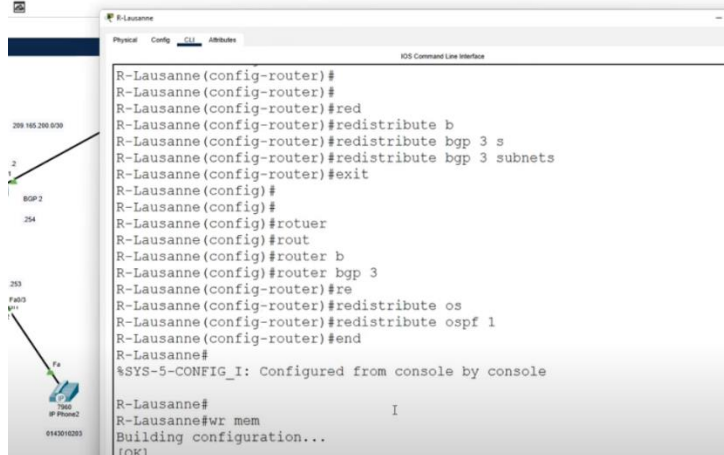 R-Lausanne
Physical Config CLI Attributes
IOS Command Line Interface
R-Lausanne(config-router)#
R-Lausanne(config-router)#
R-Lausanne(config-router)#red
R-Lausanne(config-router)#redistribute b
R-Lausanne(config-router)#redistribute bgp 3 s
R-Lausanne(config-router)#redistribute bgp 3 subnets
R-Lausanne(config-router)#exit
R-Lausanne(config)#
R-Lausanne(config)#
R-Lausanne(config)#rotuer
R-Lausanne(config)#rout
R-Lausanne(config)#router b
R-Lausanne(config)#router bgp 3
R-Lausanne(config-router)#re
R-Lausanne(config-router)#redistribute os
R-Lausanne(config-router)#redistribute ospf 1
R-Lausanne(config-router)#end
R-Lausanne#
%SYS-5-CONFIG_I: Configured from console by console
R-Lausanne#
R-Lausanne#wr mem
Building configuration...
[OK]
209.165.200.0/30
2
1
BGP 2
.254
.253
Fa0/3
Fa
IP
7960
IP Phone2
0143010203